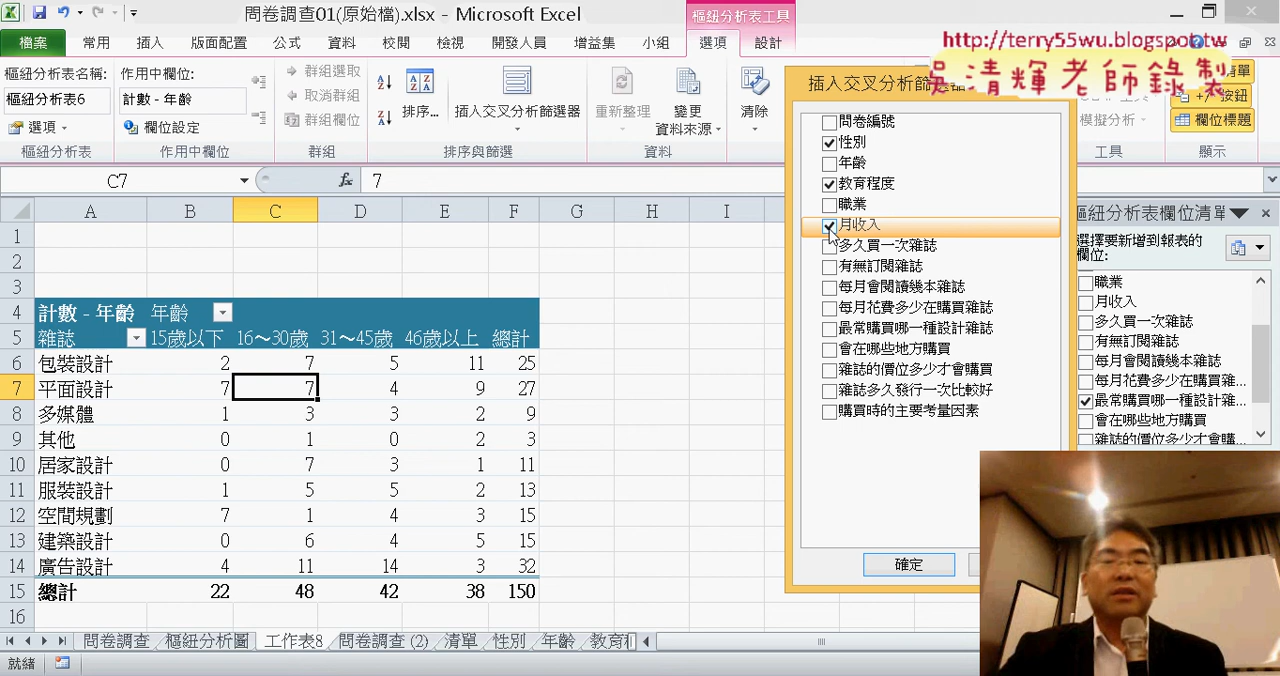 問卷調查01(原始檔).xlsx - Microsoft Excel
樞紐分析表工具
http://terry55wu.blogspot.tw
吳清輝老師錄製
檔案 常用 插入 版面配置 公式 資料 校閱 檢視 開發人員 增益集 小組 選項 設計
樞紐分析表名稱:
樞紐分析表6
選項
樞紐分析表
作用中欄位:
計數 - 年齡
欄位設定
作用中欄位
群組選取
取消群組
群組欄位
群組
排序...
插入交叉分析篩選器
排序與篩選
重新整理
變更
資料來源
資料
清除
模擬分析
工具
清單
+/- 按鈕
欄位標題
顯示
C7
fx
7
A B C D E F G H I
1
2
3
4 計數 - 年齡 年齡
5 雜誌 15歲以下 16～30歲 31～45歲 46歲以上 總計
6 包裝設計 2 7 5 11 25
7 平面設計 7 7 4 9 27
8 多媒體 1 3 3 2 9
9 其他 0 1 0 2 3
10 居家設計 0 7 3 1 11
11 服裝設計 1 5 5 2 13
12 空間規劃 7 1 4 3 15
13 建築設計 0 6 4 5 15
14 廣告設計 4 11 14 3 32
15 總計 22 48 42 38 150
16
插入交叉分析篩選器
問卷編號
性別
年齡
教育程度
職業
月收入
多久買一次雜誌
有無訂閱雜誌
每月會閱讀幾本雜誌
每月花費多少在購買雜誌
最常購買哪一種設計雜誌
會在哪些地方購買
雜誌的價位多少才會購買
雜誌多久發行一次比較好
購買時的主要考量因素
確定
樞紐分析表欄位清單
選擇要新增到報表的
欄位:
職業
月收入
多久買一次雜誌
有無訂閱雜誌
每月會閱讀幾本雜誌
每月花費多少在購買雜...
最常購買哪一種設計雜...
會在哪些地方購買
雜誌的價位多少才會購...
問卷調查 樞紐分析圖 工作表8 問卷調查 (2) 清單 性別 年齡
就緒